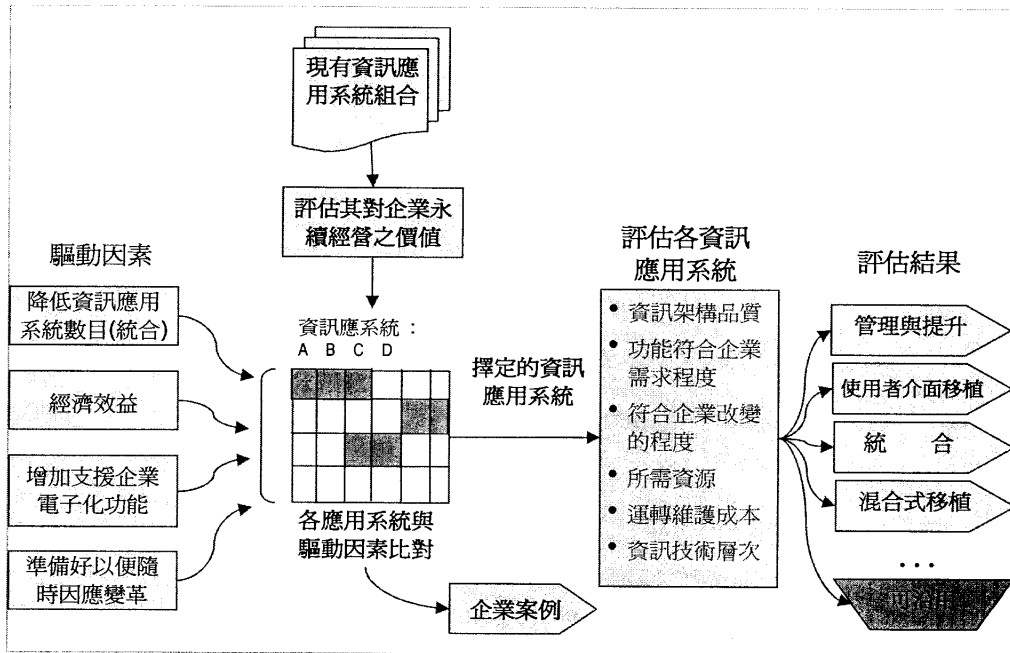 現有資訊應
用系統組合
評估其對企業永
續經營之價值
驅動因素
降低資訊應用
系統數目(統合)
經濟效益
增加支援企業
電子化功能
準備好以便隨
時因應變革
資訊應系統：
A B C D
各應用系統與
驅動因素比對
企業案例
擇定的資訊
應用系統
評估各資訊
應用系統
• 資訊架構品質
• 功能符合企業
需求程度
• 符合企業改變
的程度
• 所需資源
• 運轉維護成本
• 資訊技術層次
評估結果
管理與提升
使用者介面移植
統 合
混合式移植
...